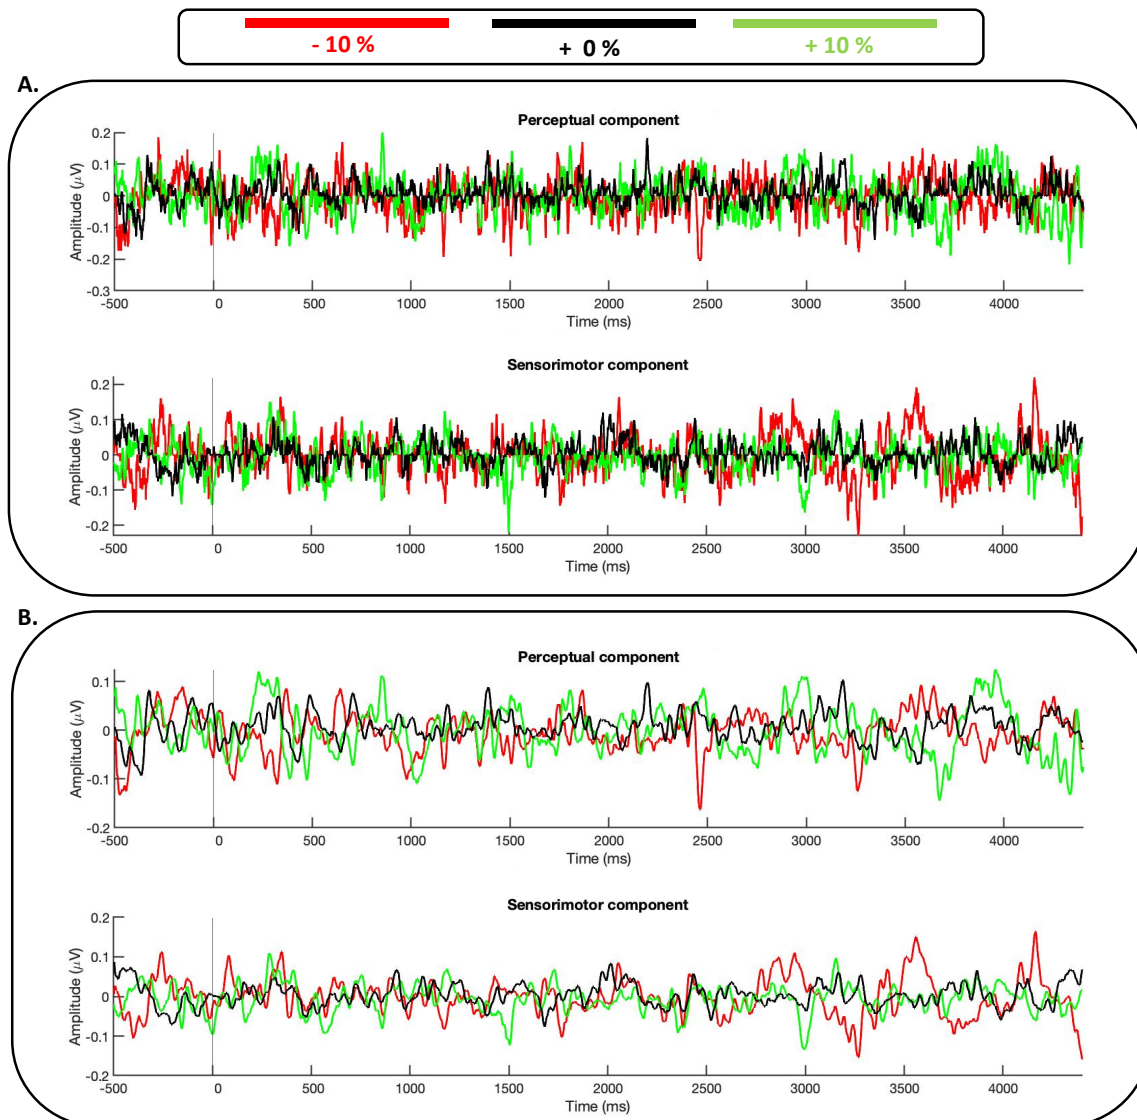 - 10 % + 0 % + 10 %
A.
Perceptual component
0.2
0.1
0
-0.1
-0.2
-0.3
Amplitude (μV)
-500 0 500 1000 1500 2000 2500 3000 3500 4000
Time (ms)
Sensorimotor component
0.2
0.1
0
-0.1
-0.2
Amplitude (μV)
-500 0 500 1000 1500 2000 2500 3000 3500 4000
Time (ms)
B.
Perceptual component
0.1
0
-0.1
-0.2
Amplitude (μV)
-500 0 500 1000 1500 2000 2500 3000 3500 4000
Time (ms)
Sensorimotor component
0.2
0.1
0
-0.1
-0.2
Amplitude (μV)
-500 0 500 1000 1500 2000 2500 3000 3500 4000
Time (ms)